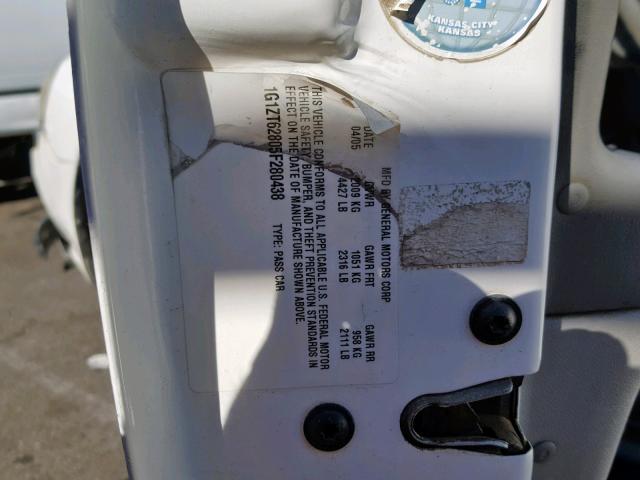 KANSAS CITY
KANSAS
MFD BY GENERAL MOTORS CORP
DATE GVWR GAWR FRT GAWR RR
04/05 2009 KG 1051 KG 958 KG
4427 LB 2316 LB 2111 LB
THIS VEHICLE CONFORMS TO ALL APPLICABLE U.S. FEDERAL MOTOR
VEHICLE SAFETY, BUMPER, AND THEFT PREVENTION STANDARDS IN
EFFECT ON THE DATE OF MANUFACTURE SHOWN ABOVE.
1G1ZT62805F280438 TYPE: PASS CAR